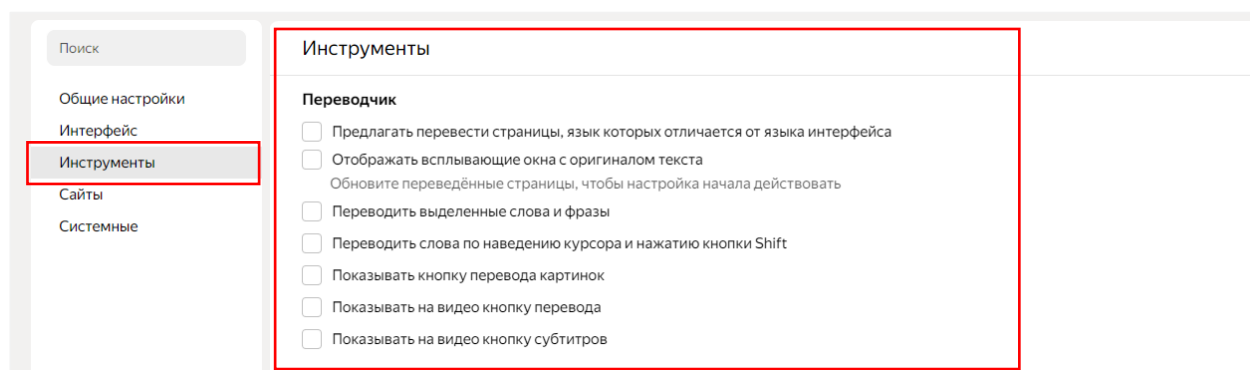 Поиск
Общие настройки
Интерфейс
Инструменты
Сайты
Системные
Инструменты
Переводчик
Предлагать перевести страницы, язык которых отличается от языка интерфейса
Отображать всплывающие окна с оригиналом текста
Обновите переведённые страницы, чтобы настройка начала действовать
Переводить выделенные слова и фразы
Переводить слова по наведению курсора и нажатию кнопки Shift
Показывать кнопку перевода картинок
Показывать на видео кнопку перевода
Показывать на видео кнопку субтитров